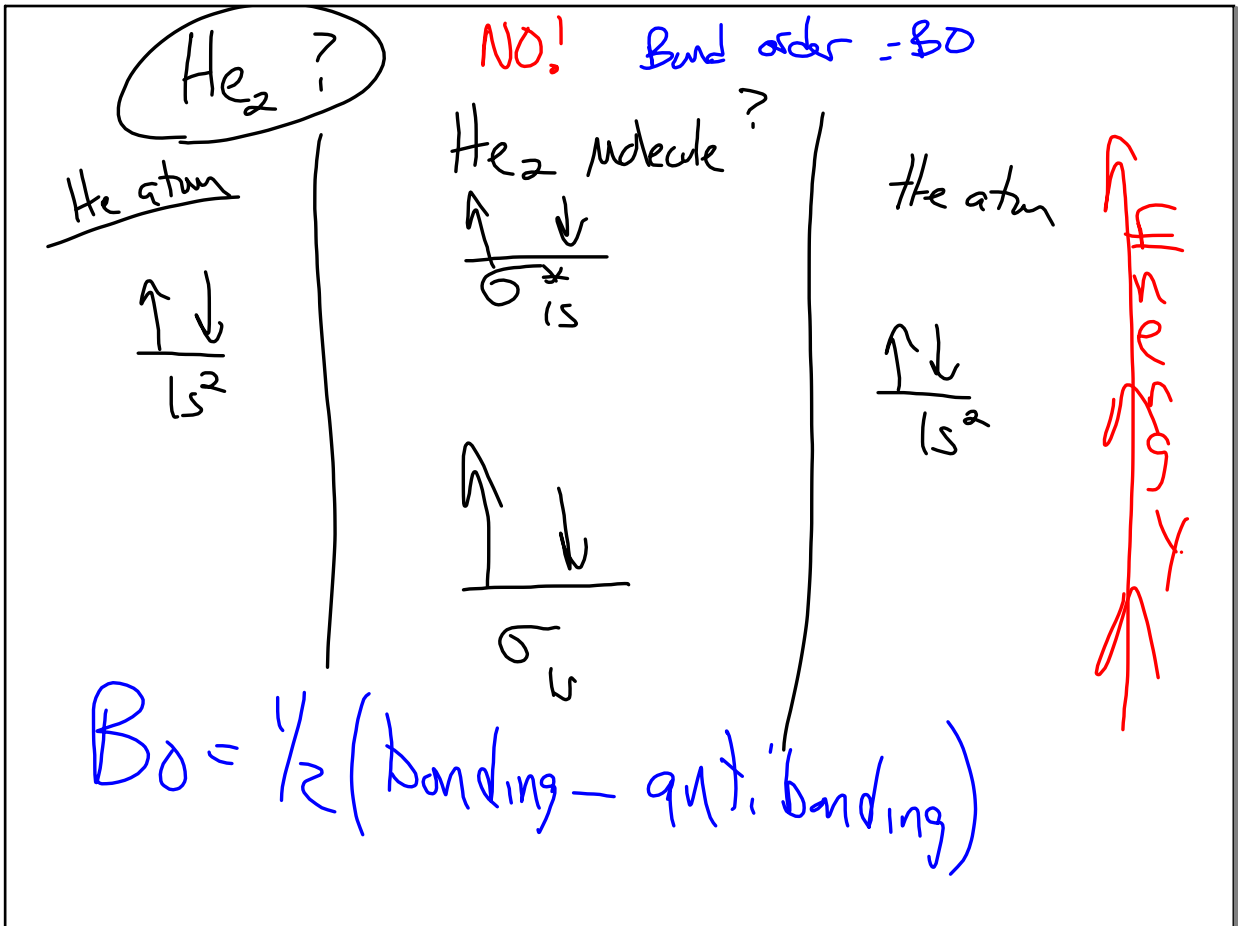 He₂ ?
NO!
Bond order = BO
He atom
1s²
He₂ Molecule ?
σ*1s
σ1s
He atom
1s²
Energy
BO = 1/2 (bonding - antibonding)